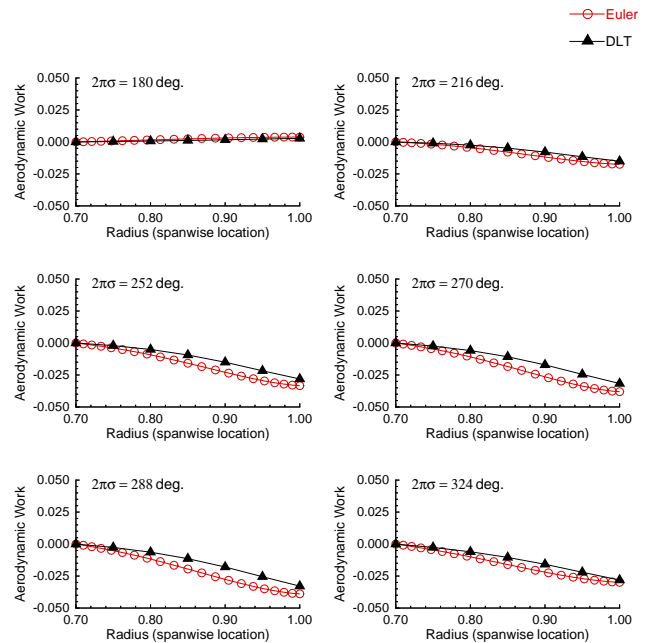 Euler
DLT
2πσ = 180 deg.
0.050
0.025
0.000
-0.025
-0.050
Aerodynamic Work
0.70 0.80 0.90 1.00
Radius (spanwise location)
2πσ = 216 deg.
0.050
0.025
0.000
-0.025
-0.050
Aerodynamic Work
0.70 0.80 0.90 1.00
Radius (spanwise location)
2πσ = 252 deg.
0.050
0.025
0.000
-0.025
-0.050
Aerodynamic Work
0.70 0.80 0.90 1.00
Radius (spanwise location)
2πσ = 270 deg.
0.050
0.025
0.000
-0.025
-0.050
Aerodynamic Work
0.70 0.80 0.90 1.00
Radius (spanwise location)
2πσ = 288 deg.
0.050
0.025
0.000
-0.025
-0.050
Aerodynamic Work
0.70 0.80 0.90 1.00
Radius (spanwise location)
2πσ = 324 deg.
0.050
0.025
0.000
-0.025
-0.050
Aerodynamic Work
0.70 0.80 0.90 1.00
Radius (spanwise location)